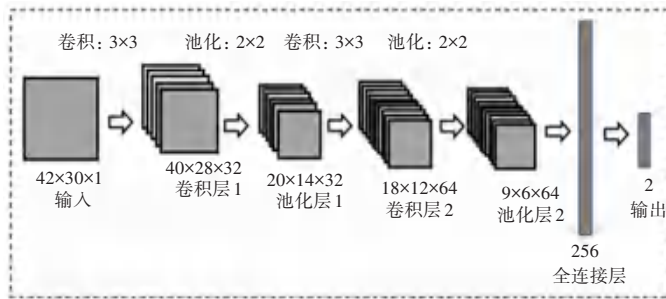 卷积: 3×3 池化: 2×2 卷积: 3×3 池化: 2×2
42×30×1
输入
40×28×32
卷积层 1
20×14×32
池化层 1
18×12×64
卷积层 2
9×6×64
池化层 2
256
全连接层
2
输出